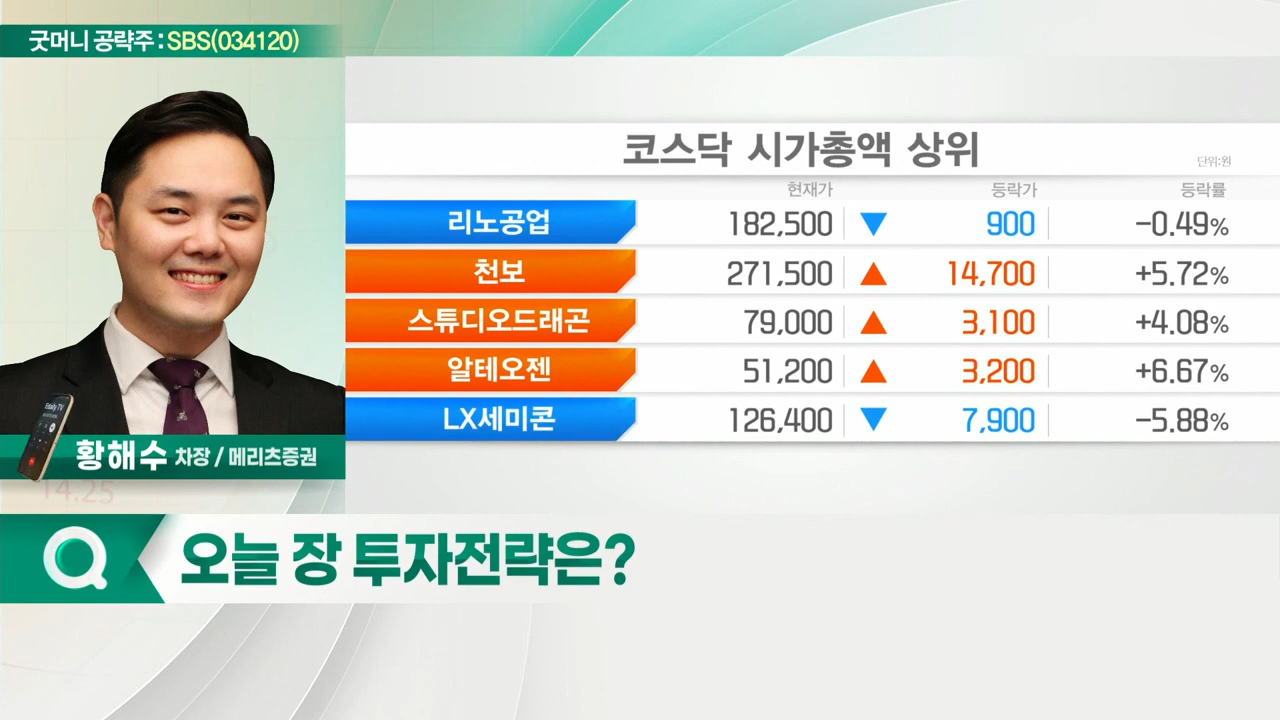 굿머니 공략주 : SBS(034120)
코스닥 시가총액 상위
단위:원
현재가 등락가 등락률
리노공업 182,500 ▼ 900 -0.49%
천보 271,500 ▲ 14,700 +5.72%
스튜디오드래곤 79,000 ▲ 3,100 +4.08%
알테오젠 51,200 ▲ 3,200 +6.67%
LX세미콘 126,400 ▼ 7,900 -5.88%
Edaily TV
황해수 차장 / 메리츠증권
14.25
Q 오늘 장 투자전략은?